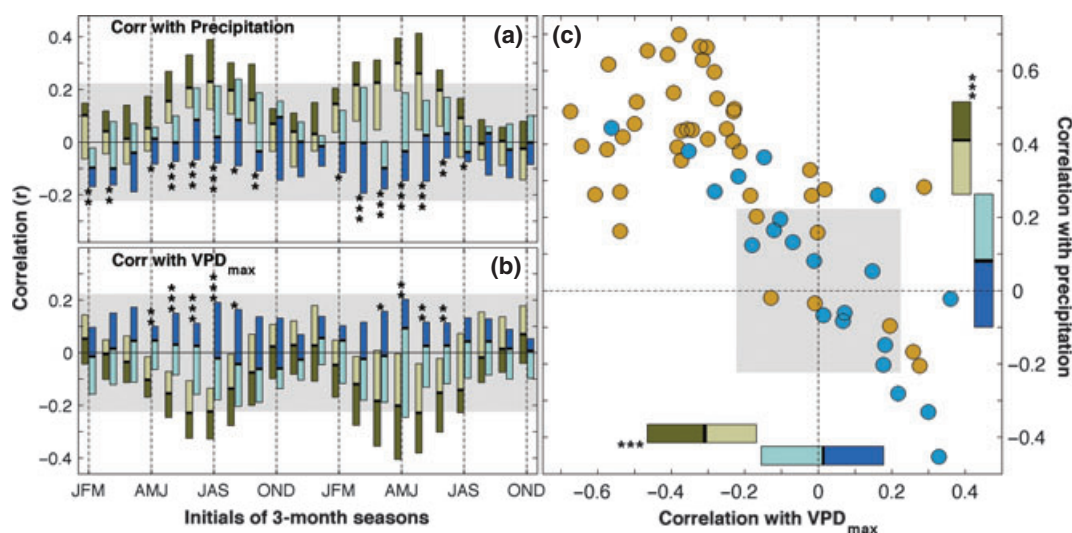 Corr with Precipitation
(a)
0.4
0.2
0
−0.2
Corr with VPDmax
(b)
0.2
0
−0.2
−0.4
Correlation (r)
JFM AMJ JAS OND JFM AMJ JAS OND
Initials of 3-month seasons
(c)
***
0.6
0.4
0.2
0
−0.2
−0.4
***
−0.6 −0.4 −0.2 0 0.2 0.4
Correlation with VPDmax
Correlation with precipitation